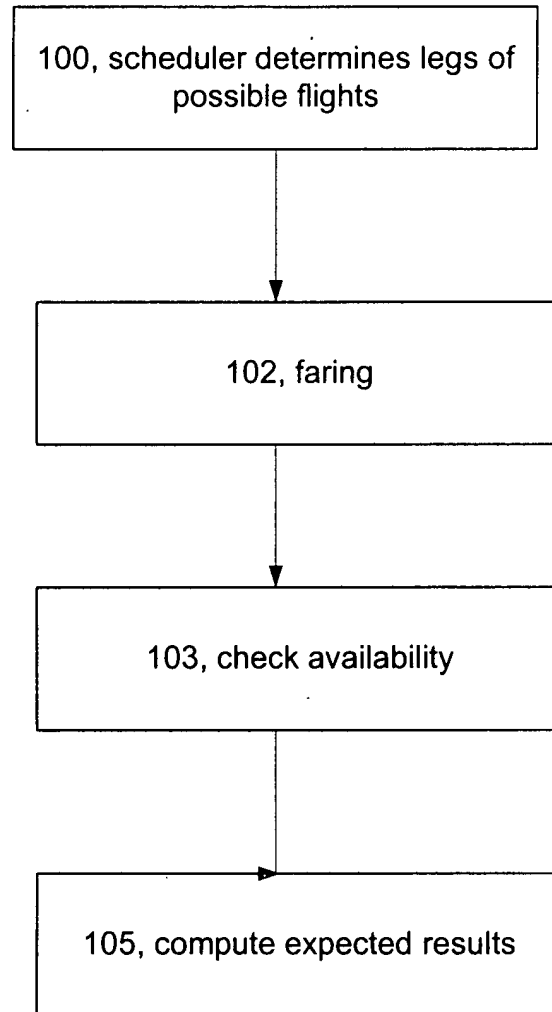 100, scheduler determines legs of
possible flights
102, faring
103, check availability
105, compute expected results